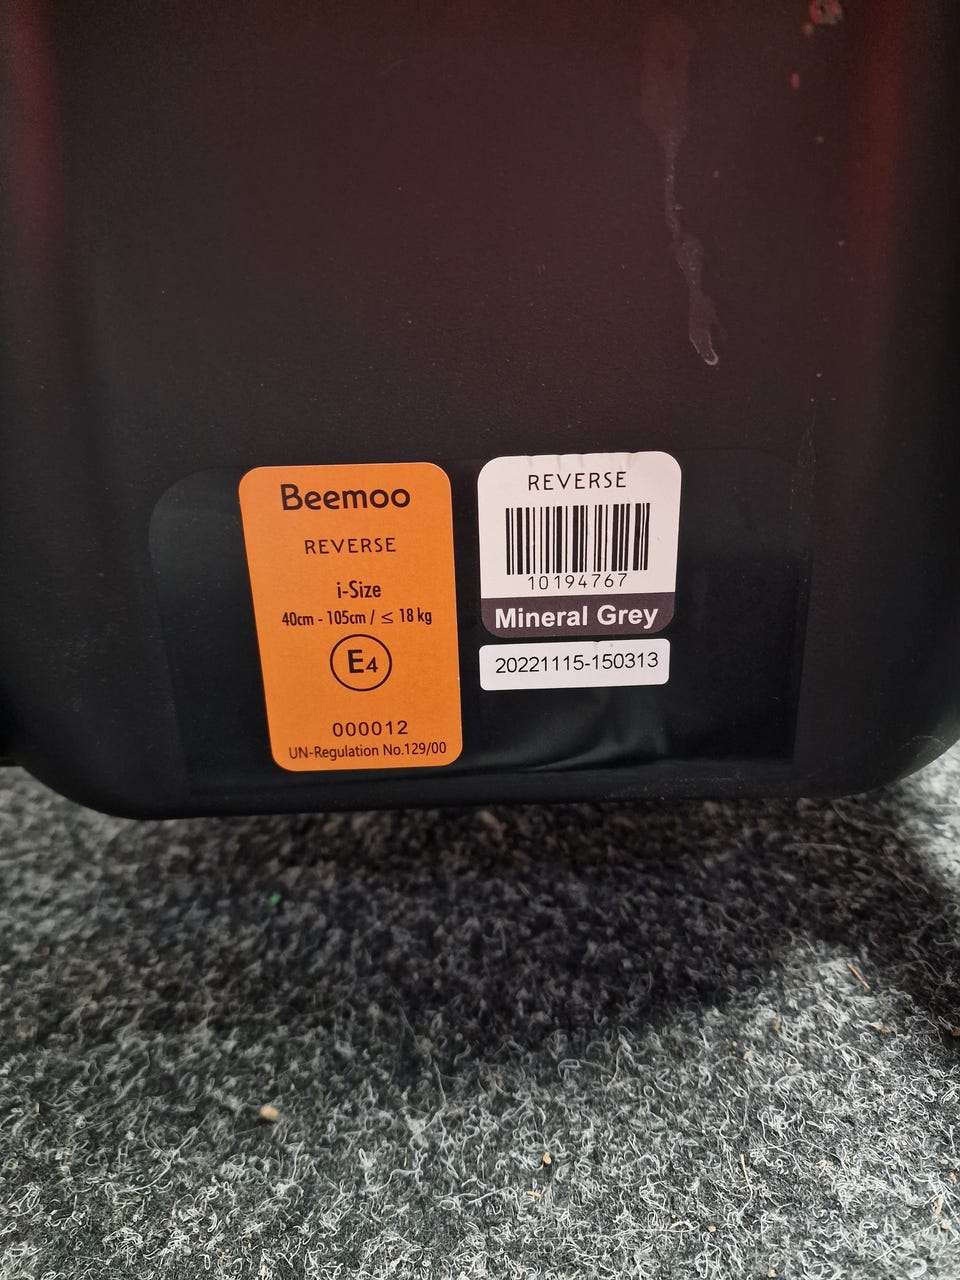 Beemoo
REVERSE
i-Size
40cm - 105cm / ≤ 18 kg
E4
000012
UN-Regulation No.129/00
REVERSE
10194767
Mineral Grey
20221115-150313